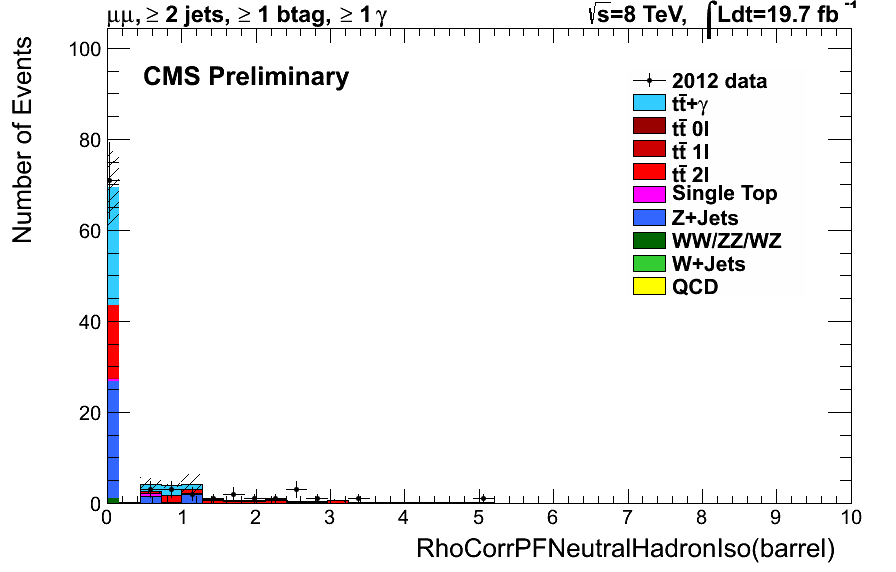 μμ, ≥ 2 jets, ≥ 1 btag, ≥ 1 γ
√s=8 TeV, ∫Ldt=19.7 fb⁻¹
CMS Preliminary
2012 data
tt̄+γ
tt̄ 0l
tt̄ 1l
tt̄ 2l
Single Top
Z+Jets
WW/ZZ/WZ
W+Jets
QCD
Number of Events
100
80
60
40
20
0
0 1 2 3 4 5 6 7 8 9 10
RhoCorrPFNeutralHadronIso(barrel)